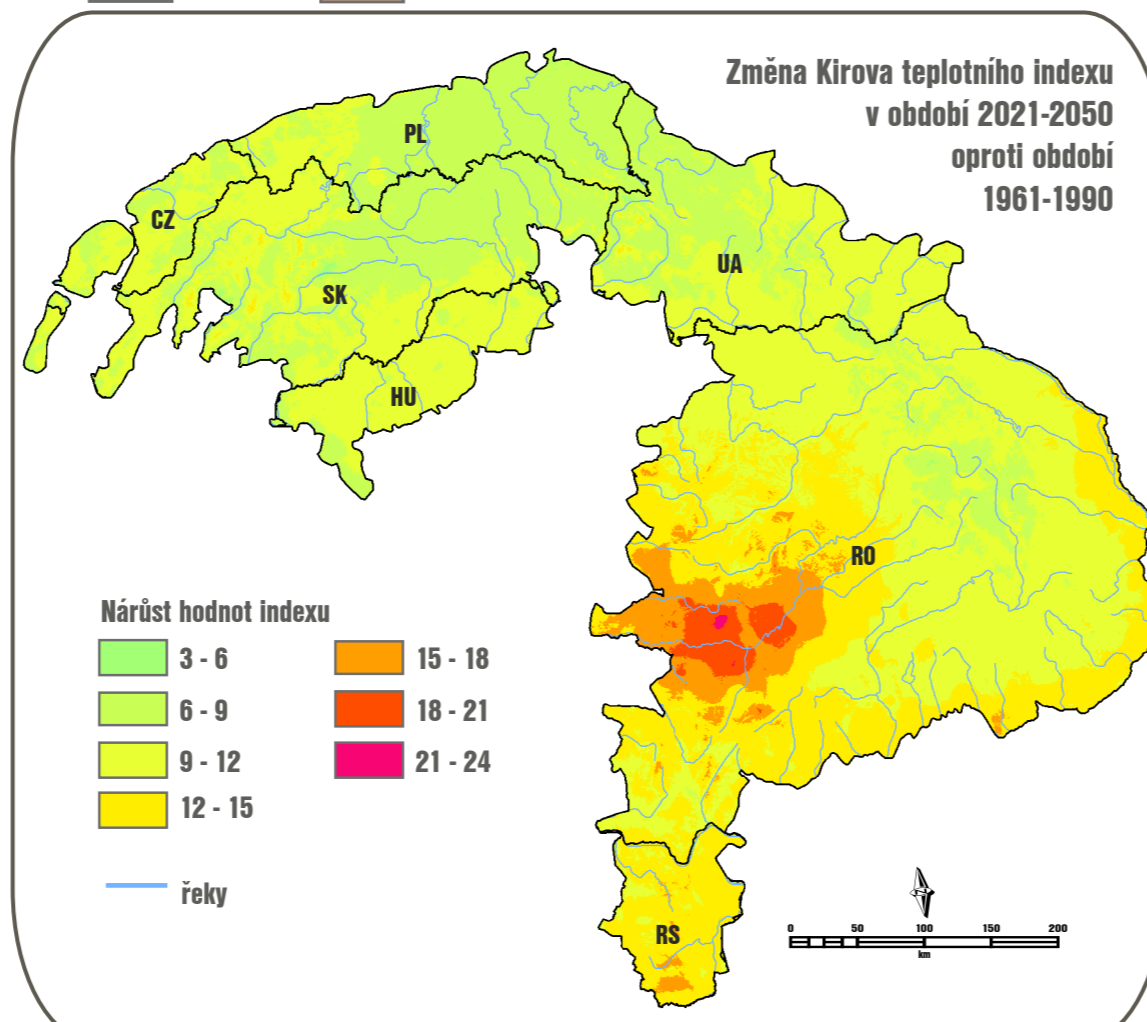 Změna Kirova teplotního indexu
v období 2021-2050
oproti období
1961-1990
PL
CZ
SK
UA
HU
RO
RS
Nárůst hodnot indexu
3 - 6
6 - 9
9 - 12
12 - 15
15 - 18
18 - 21
21 - 24
řeky
0 50 100 150 200
km